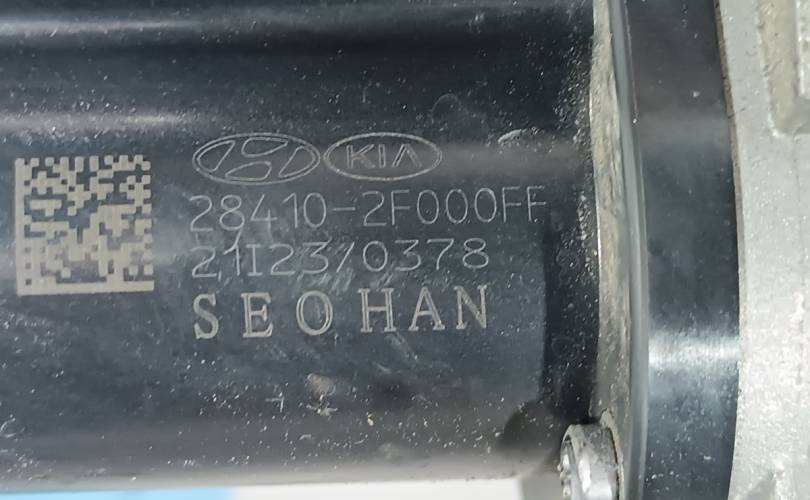 KIA
28410-2F000FF
21I23/0378
SEOHAN